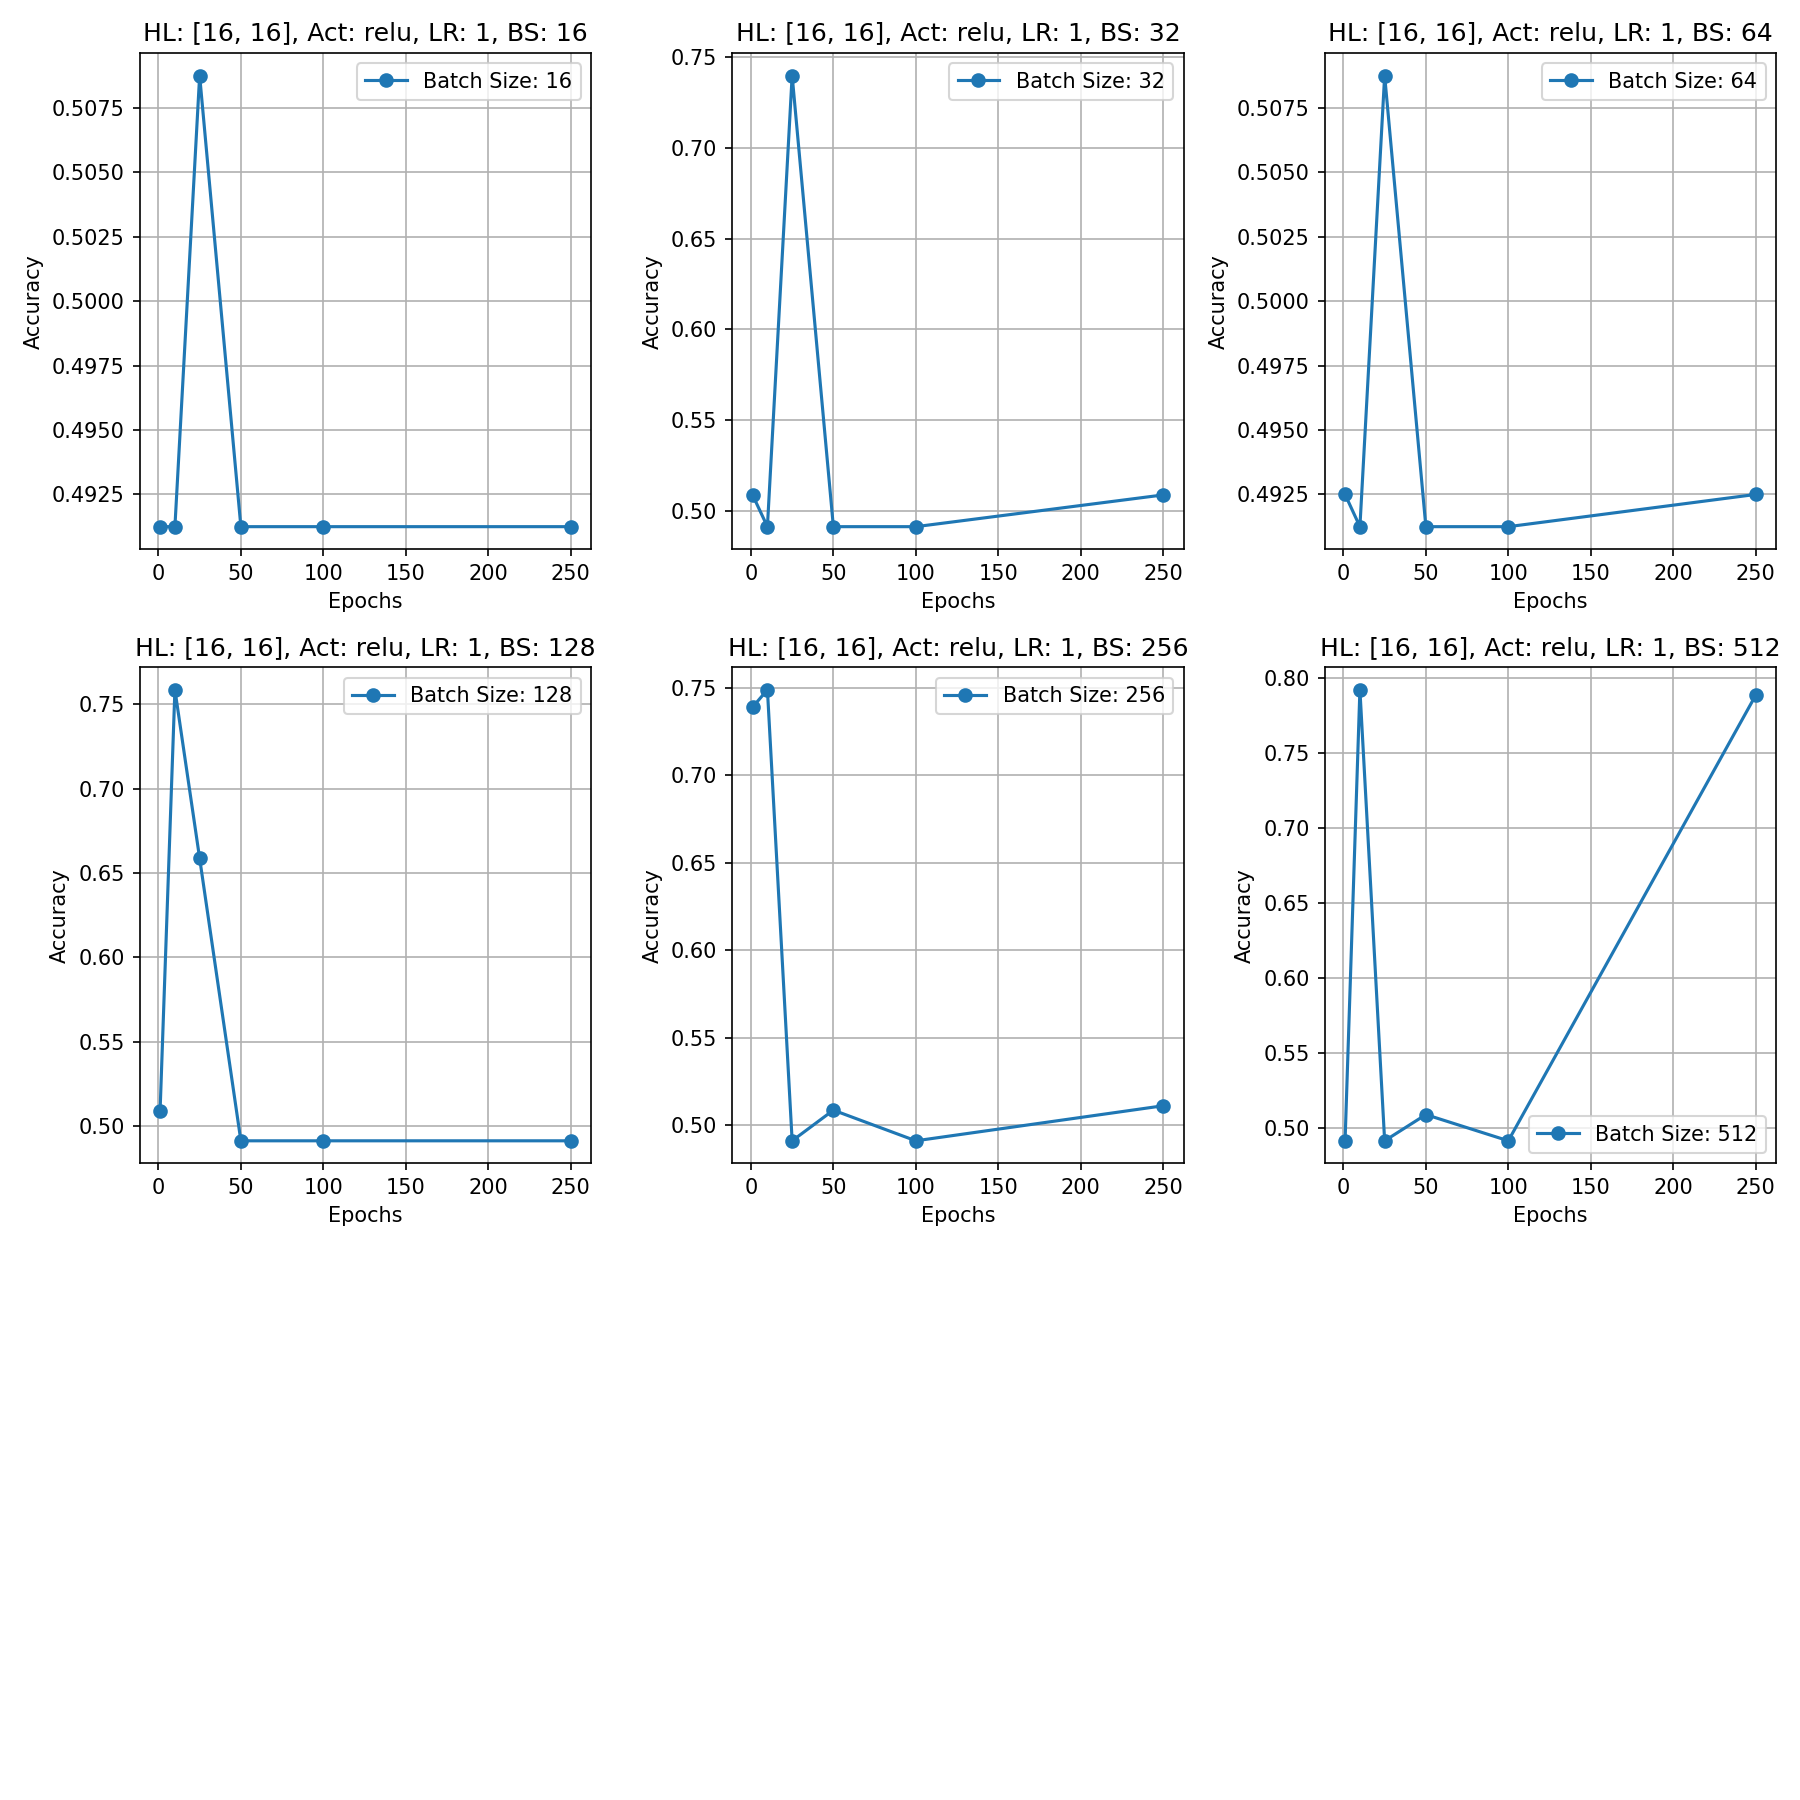 HL: [16, 16], Act: relu, LR: 1, BS: 16
Batch Size: 16
0.5075
0.5050
0.5025
0.5000
0.4975
0.4950
0.4925
Accuracy
0 50 100 150 200 250
Epochs
HL: [16, 16], Act: relu, LR: 1, BS: 32
Batch Size: 32
0.75
0.70
0.65
0.60
0.55
0.50
Accuracy
0 50 100 150 200 250
Epochs
HL: [16, 16], Act: relu, LR: 1, BS: 64
Batch Size: 64
0.5075
0.5050
0.5025
0.5000
0.4975
0.4950
0.4925
Accuracy
0 50 100 150 200 250
Epochs
HL: [16, 16], Act: relu, LR: 1, BS: 128
Batch Size: 128
0.75
0.70
0.65
0.60
0.55
0.50
Accuracy
0 50 100 150 200 250
Epochs
HL: [16, 16], Act: relu, LR: 1, BS: 256
Batch Size: 256
0.75
0.70
0.65
0.60
0.55
0.50
Accuracy
0 50 100 150 200 250
Epochs
HL: [16, 16], Act: relu, LR: 1, BS: 512
0.80
0.75
0.70
0.65
0.60
0.55
0.50
Batch Size: 512
Accuracy
0 50 100 150 200 250
Epochs